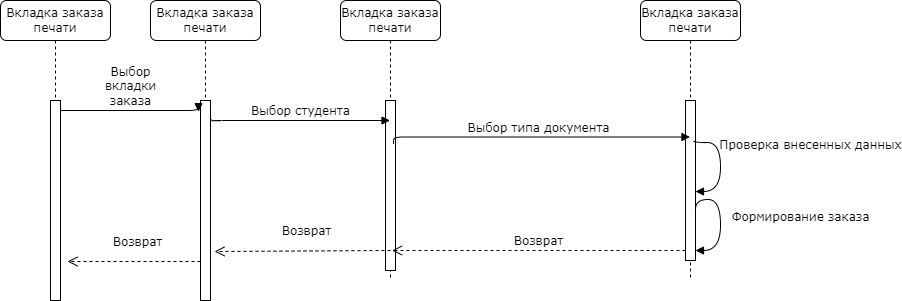 Вкладка заказа
печати
Вкладка заказа
печати
Вкладка заказа
печати
Вкладка заказа
печати
Выбор
вкладки
заказа
Выбор студента
Выбор типа документа
Проверка внесенных данных
Формирование заказа
Возврат
Возврат
Возврат